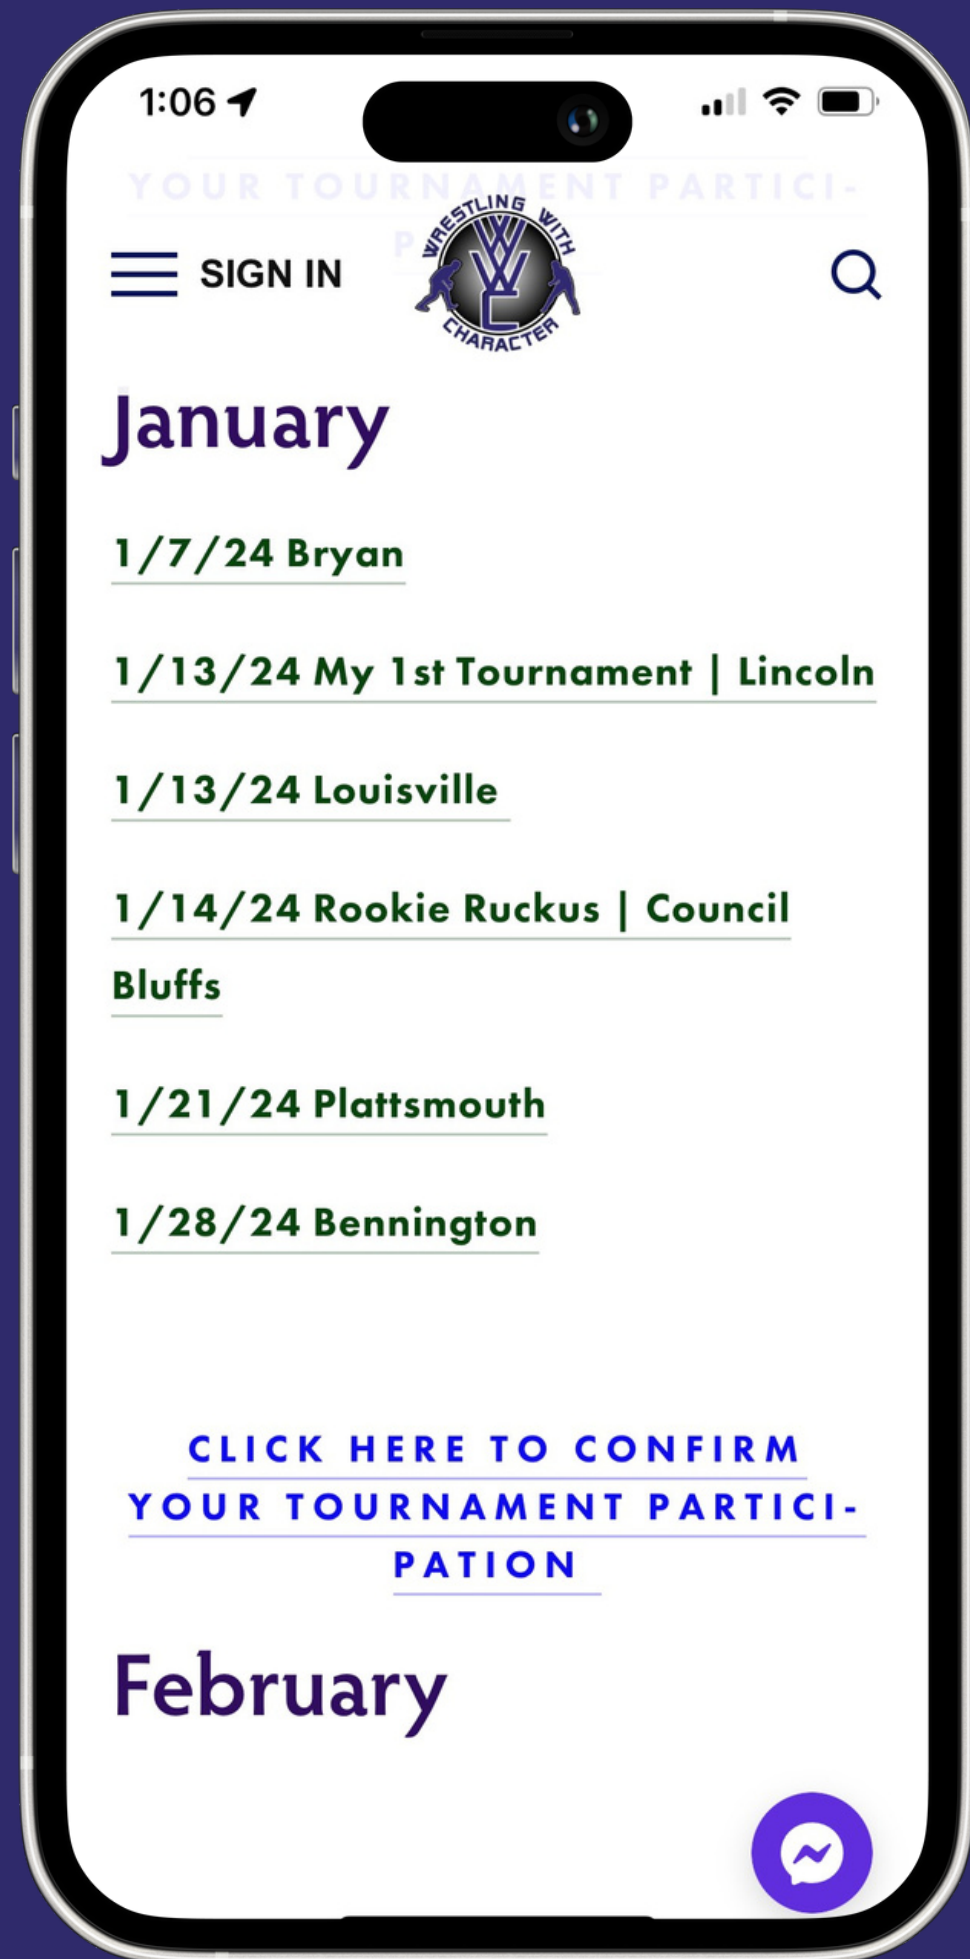 1:06
YOUR TOURNAMENT PARTICI-
P
SIGN IN
WRESTLING WITH
WWC
CHARACTER
January
1/7/24 Bryan
1/13/24 My 1st Tournament | Lincoln
1/13/24 Louisville
1/14/24 Rookie Ruckus | Council
Bluffs
1/21/24 Plattsmouth
1/28/24 Bennington
CLICK HERE TO CONFIRM
YOUR TOURNAMENT PARTICI-
PATION
February